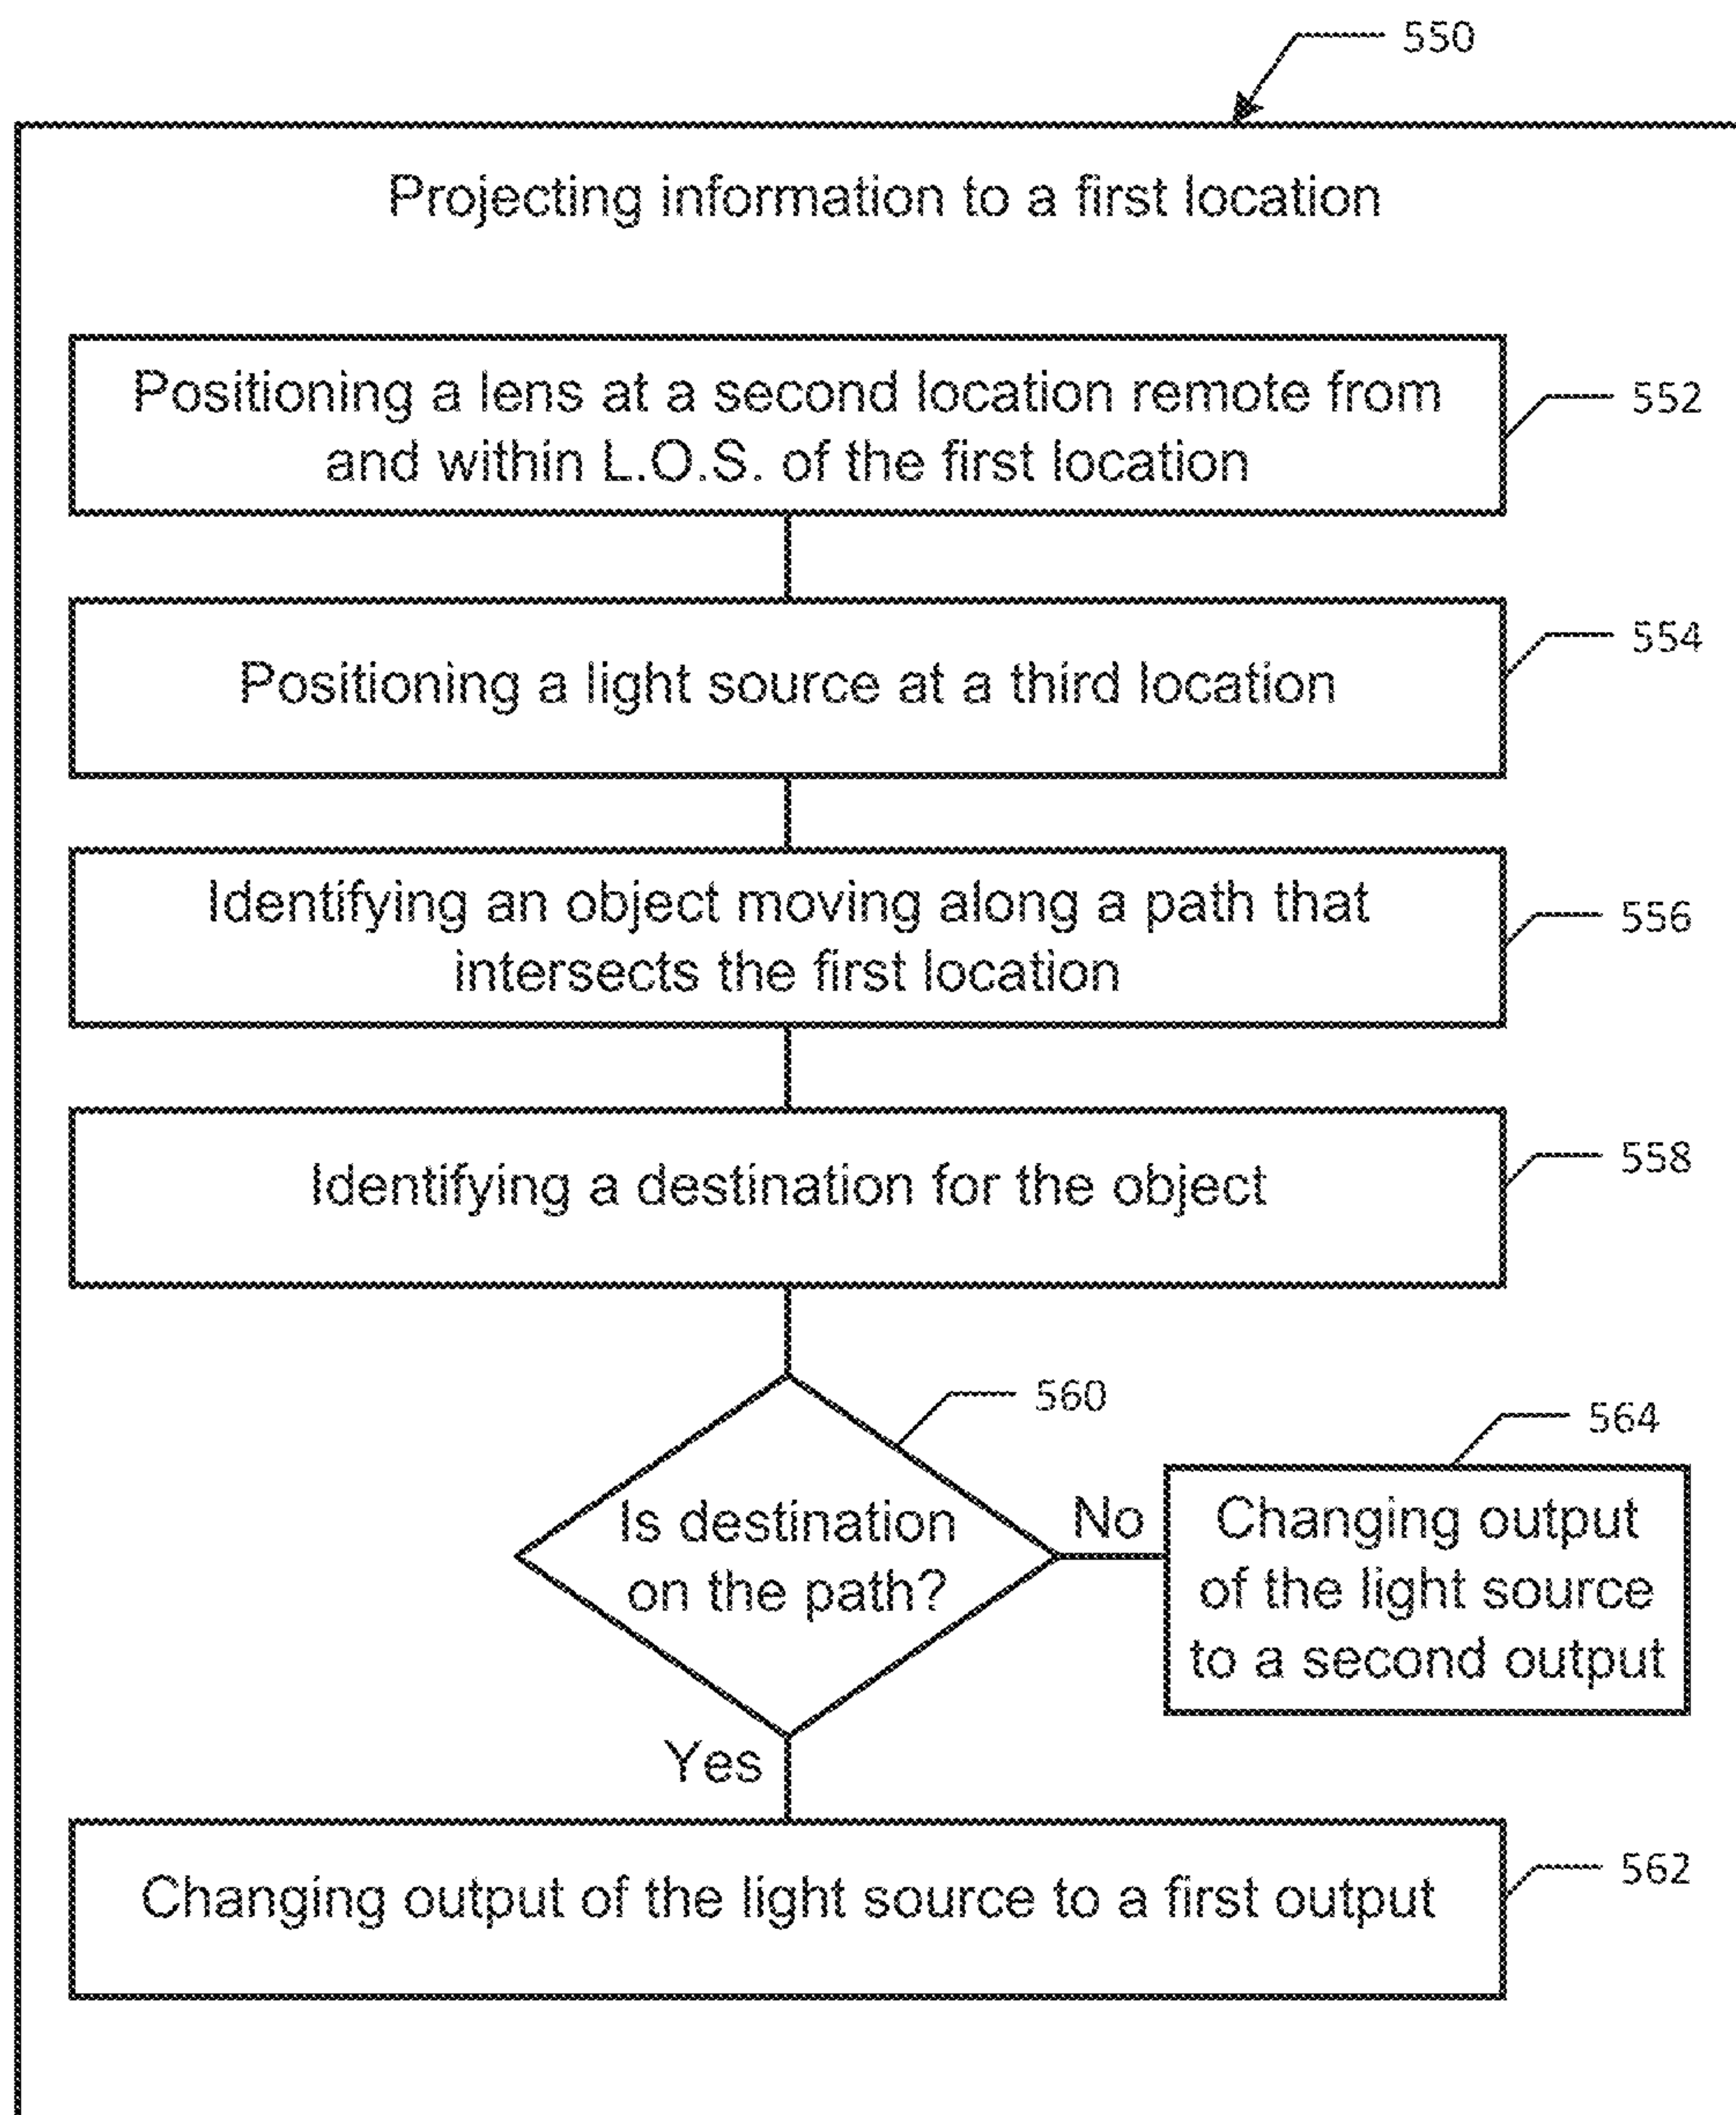 550
Projecting information to a first location
Positioning a lens at a second location remote from
and within L.O.S. of the first location
552
Positioning a light source at a third location
554
Identifying an object moving along a path that
intersects the first location
556
Identifying a destination for the object
558
560
Is destination
on the path?
No
564
Changing output
of the light source
to a second output
Yes
Changing output of the light source to a first output
562